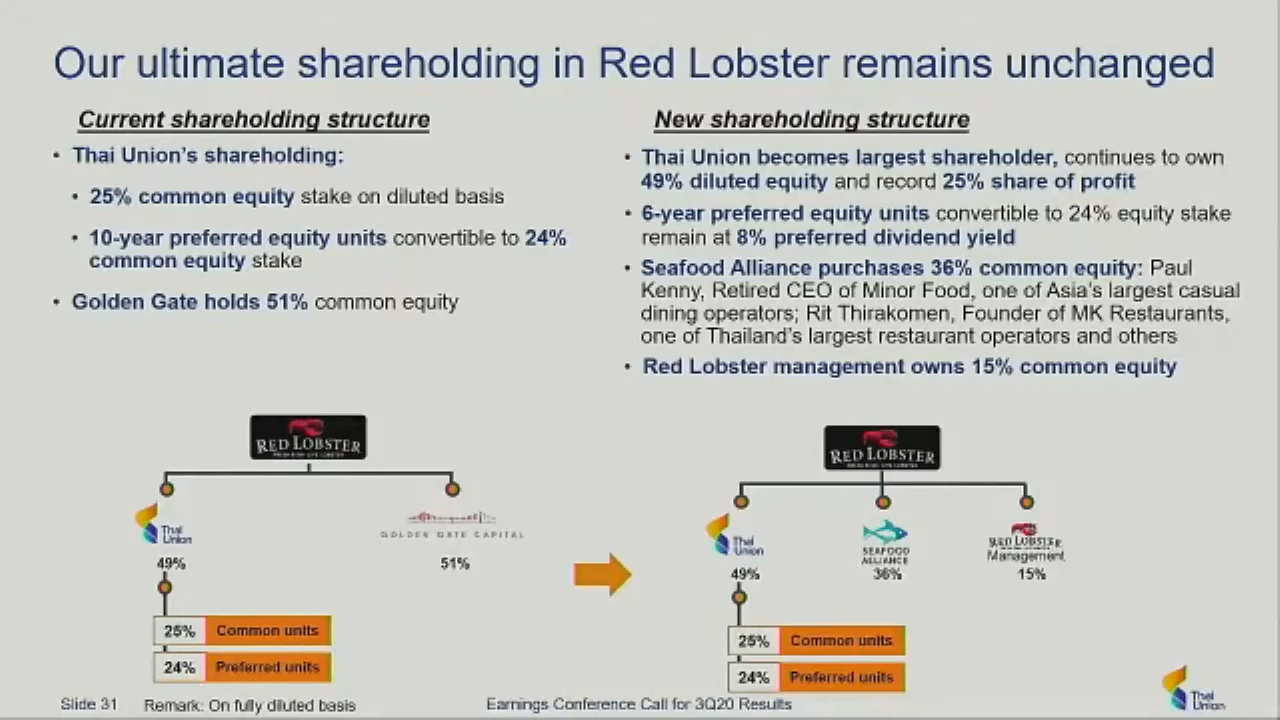 Our ultimate shareholding in Red Lobster remains unchanged
Current shareholding structure
• Thai Union's shareholding:
• 25% common equity stake on diluted basis
• 10-year preferred equity units convertible to 24%
common equity stake
• Golden Gate holds 51% common equity
New shareholding structure
• Thai Union becomes largest shareholder, continues to own
49% diluted equity and record 25% share of profit
• 6-year preferred equity units convertible to 24% equity stake
remain at 8% preferred dividend yield
• Seafood Alliance purchases 36% common equity: Paul
Kenny, Retired CEO of Minor Food, one of Asia's largest casual
dining operators; Rit Thirakomen, Founder of MK Restaurants,
one of Thailand's largest restaurant operators and others
• Red Lobster management owns 15% common equity
RED LOBSTER
Thai
Union
49%
GOLDEN GATE CAPITAL
51%
25% Common units
24% Preferred units
RED LOBSTER
Thai
Union
49%
SEAFOOD
ALLIANCE
36%
RED LOBSTER
Management
15%
25% Common units
24% Preferred units
Slide 31
Remark: On fully diluted basis
Earnings Conference Call for 3Q20 Results
Thai
Union